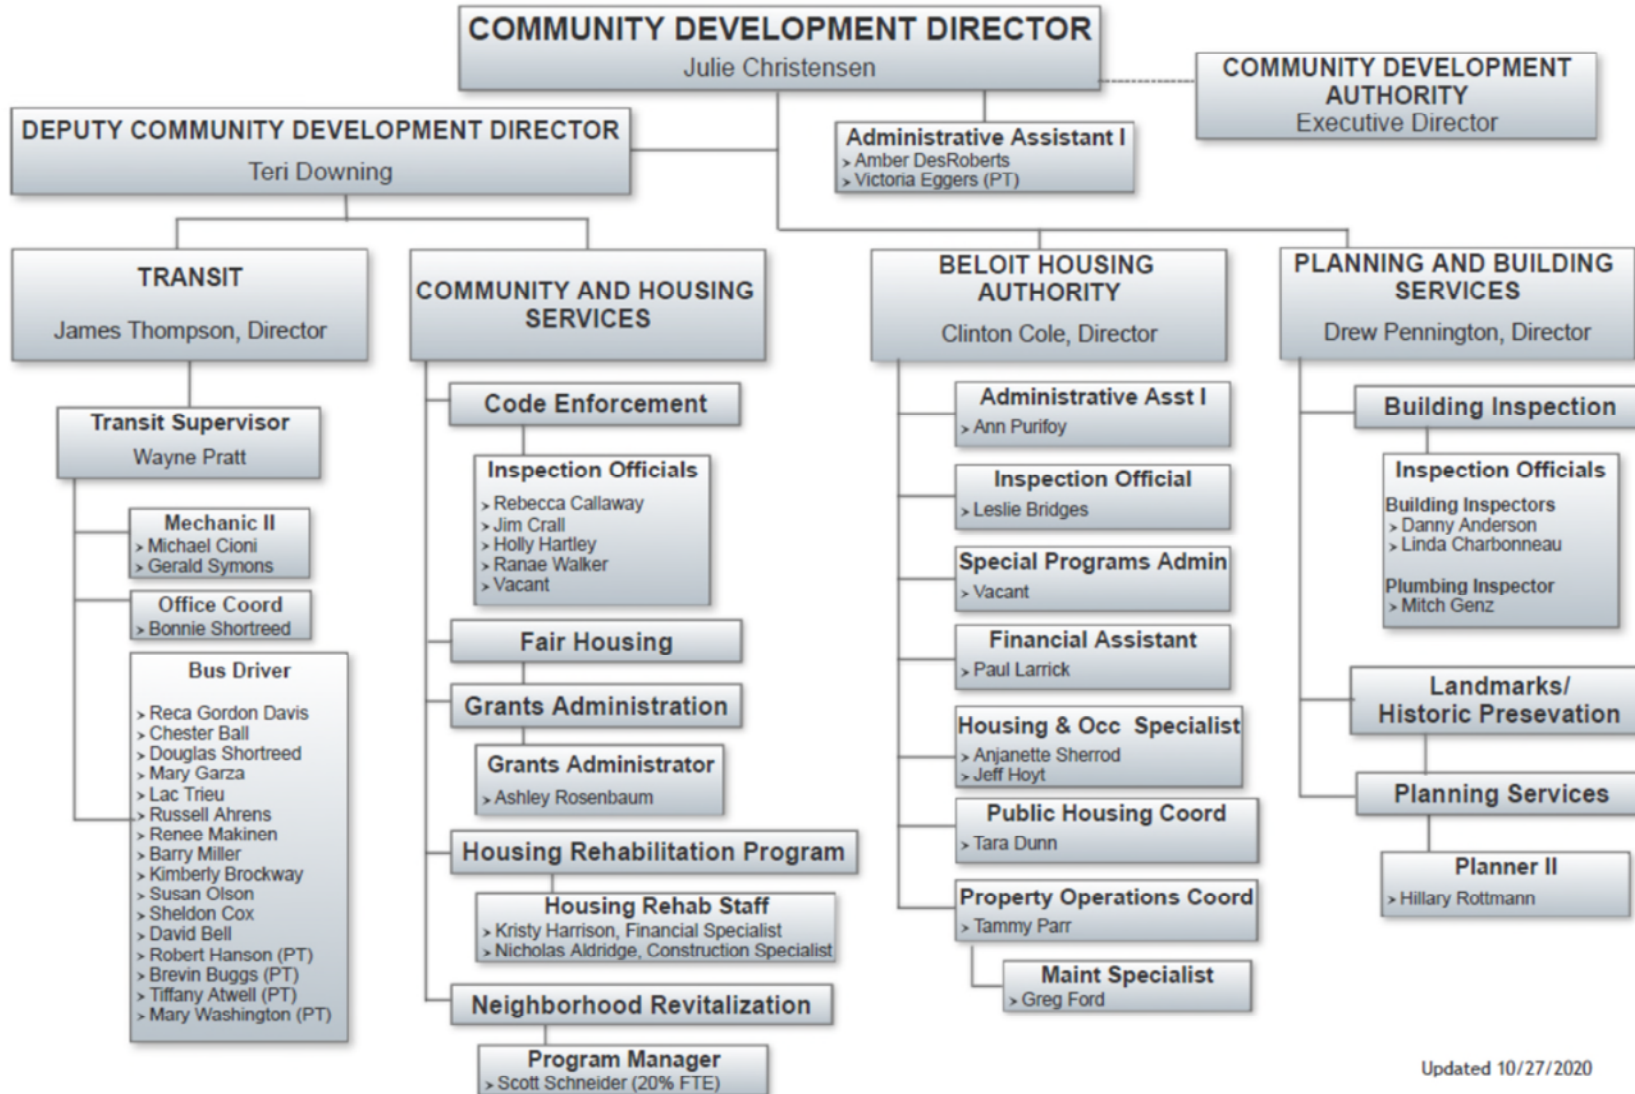 COMMUNITY DEVELOPMENT DIRECTOR
Julie Christensen
COMMUNITY DEVELOPMENT
AUTHORITY
Executive Director
DEPUTY COMMUNITY DEVELOPMENT DIRECTOR
Teri Downing
Administrative Assistant I
> Amber DesRoberts
> Victoria Eggers (PT)
TRANSIT
James Thompson, Director
Transit Supervisor
Wayne Pratt
Mechanic II
> Michael Cioni
> Gerald Symons
Office Coord
> Bonnie Shortreed
Bus Driver
> Reca Gordon Davis
> Chester Ball
> Douglas Shortreed
> Mary Garza
> Lac Trieu
> Russell Ahrens
> Renee Makinen
> Barry Miller
> Kimberly Brockway
> Susan Olson
> Sheldon Cox
> David Bell
> Robert Hanson (PT)
> Brevin Buggs (PT)
> Tiffany Atwell (PT)
> Mary Washington (PT)
COMMUNITY AND HOUSING
SERVICES
Code Enforcement
Inspection Officials
> Rebecca Callaway
> Jim Crall
> Holly Hartley
> Ranae Walker
> Vacant
Fair Housing
Grants Administration
Grants Administrator
> Ashley Rosenbaum
Housing Rehabilitation Program
Housing Rehab Staff
> Kristy Harrison, Financial Specialist
> Nicholas Aldridge, Construction Specialist
Neighborhood Revitalization
Program Manager
> Scott Schneider (20% FTE)
BELOIT HOUSING
AUTHORITY
Clinton Cole, Director
Administrative Asst I
> Ann Purifoy
Inspection Official
> Leslie Bridges
Special Programs Admin
> Vacant
Financial Assistant
> Paul Larrick
Housing & Occ Specialist
> Anjanette Sherrod
> Jeff Hoyt
Public Housing Coord
> Tara Dunn
Property Operations Coord
> Tammy Parr
Maint Specialist
> Greg Ford
PLANNING AND BUILDING
SERVICES
Drew Pennington, Director
Building Inspection
Inspection Officials
Building Inspectors
> Danny Anderson
> Linda Charbonneau
Plumbing Inspector
> Mitch Genz
Landmarks/
Historic Presevation
Planning Services
Planner II
> Hillary Rottmann
Updated 10/27/2020